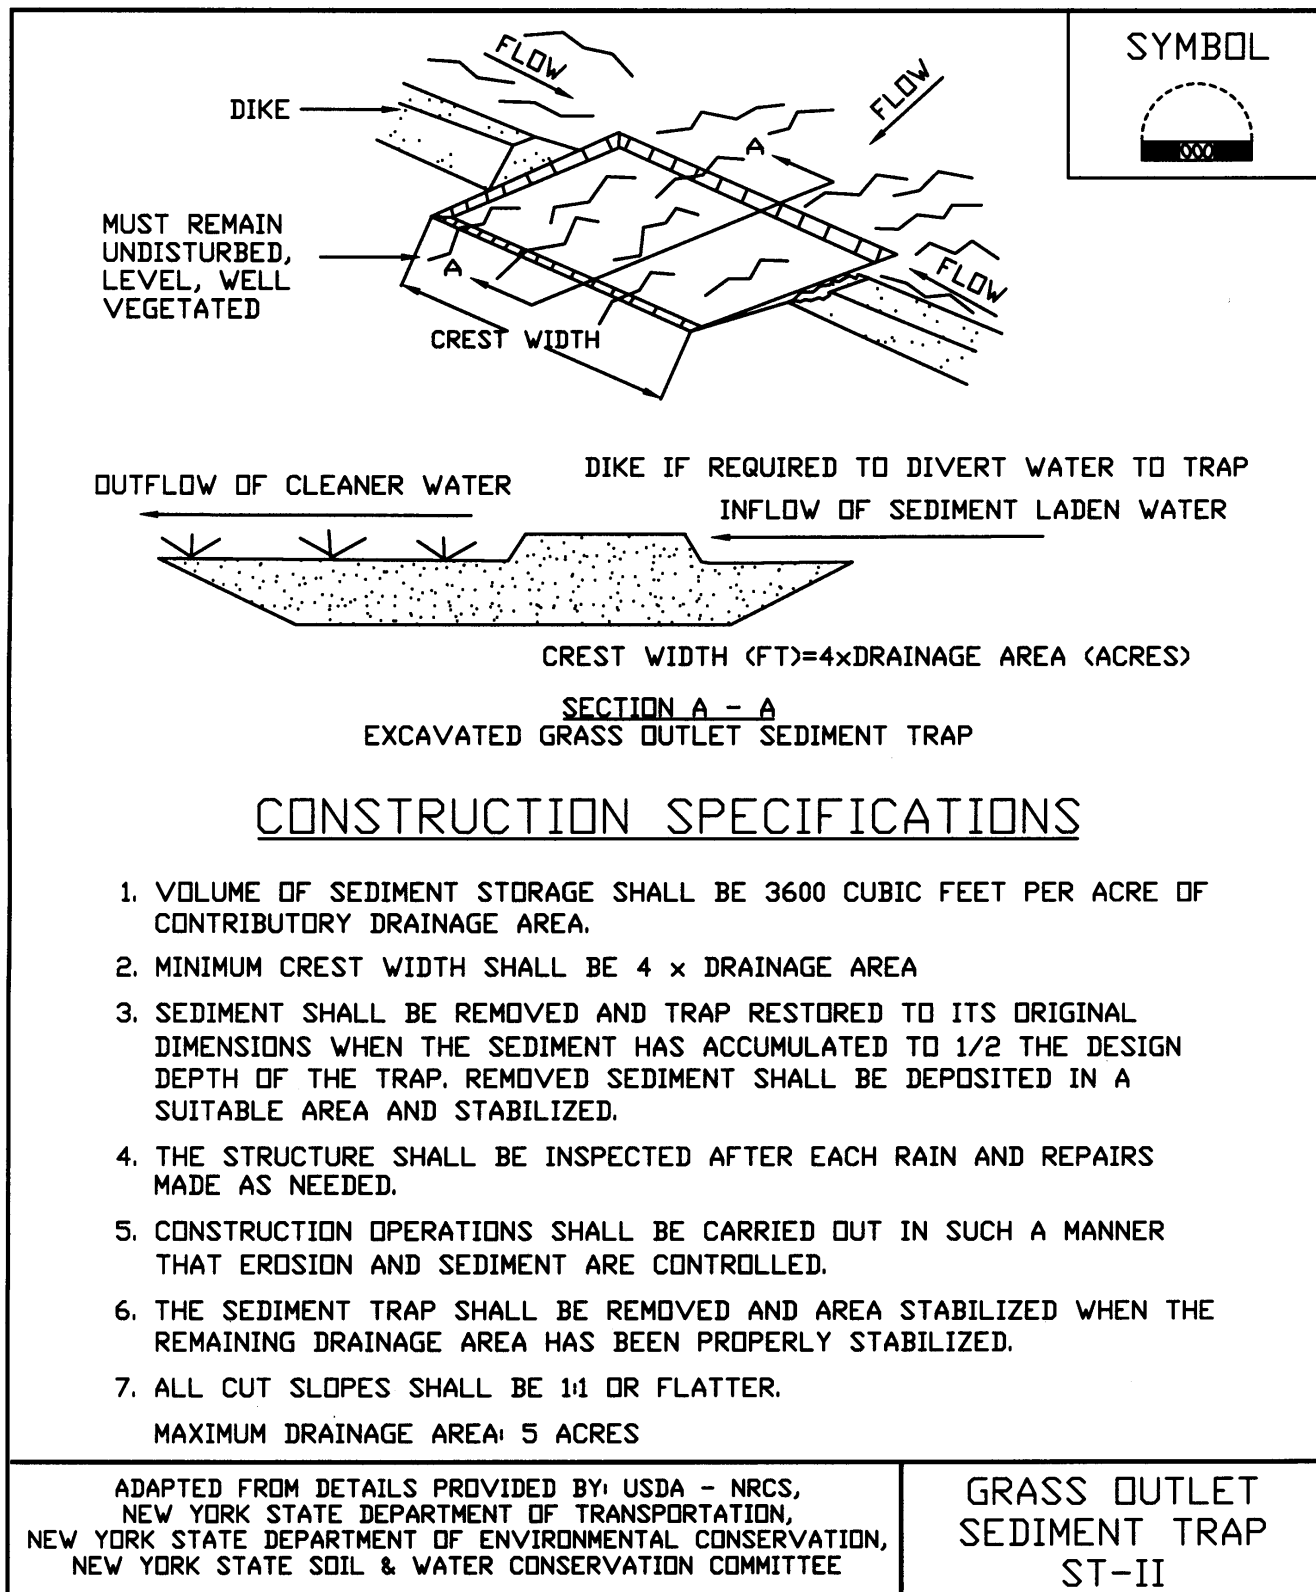 FLOW
FLOW
SYMBOL
DIKE
A
MUST REMAIN
UNDISTURBED,
LEVEL, WELL
VEGETATED
A
FLOW
CREST WIDTH
DIKE IF REQUIRED TO DIVERT WATER TO TRAP
OUTFLOW OF CLEANER WATER
INFLOW OF SEDIMENT LADEN WATER
CREST WIDTH (FT)=4xDRAINAGE AREA (ACRES)
SECTION A - A
EXCAVATED GRASS OUTLET SEDIMENT TRAP
CONSTRUCTION SPECIFICATIONS
1. VOLUME OF SEDIMENT STORAGE SHALL BE 3600 CUBIC FEET PER ACRE OF
CONTRIBUTORY DRAINAGE AREA.
2. MINIMUM CREST WIDTH SHALL BE 4 x DRAINAGE AREA
3. SEDIMENT SHALL BE REMOVED AND TRAP RESTORED TO ITS ORIGINAL
DIMENSIONS WHEN THE SEDIMENT HAS ACCUMULATED TO 1/2 THE DESIGN
DEPTH OF THE TRAP. REMOVED SEDIMENT SHALL BE DEPOSITED IN A
SUITABLE AREA AND STABILIZED.
4. THE STRUCTURE SHALL BE INSPECTED AFTER EACH RAIN AND REPAIRS
MADE AS NEEDED.
5. CONSTRUCTION OPERATIONS SHALL BE CARRIED OUT IN SUCH A MANNER
THAT EROSION AND SEDIMENT ARE CONTROLLED.
6. THE SEDIMENT TRAP SHALL BE REMOVED AND AREA STABILIZED WHEN THE
REMAINING DRAINAGE AREA HAS BEEN PROPERLY STABILIZED.
7. ALL CUT SLOPES SHALL BE 1:1 OR FLATTER.
MAXIMUM DRAINAGE AREA: 5 ACRES
ADAPTED FROM DETAILS PROVIDED BY: USDA - NRCS,
NEW YORK STATE DEPARTMENT OF TRANSPORTATION,
NEW YORK STATE DEPARTMENT OF ENVIRONMENTAL CONSERVATION,
NEW YORK STATE SOIL & WATER CONSERVATION COMMITTEE
GRASS OUTLET
SEDIMENT TRAP
ST-II